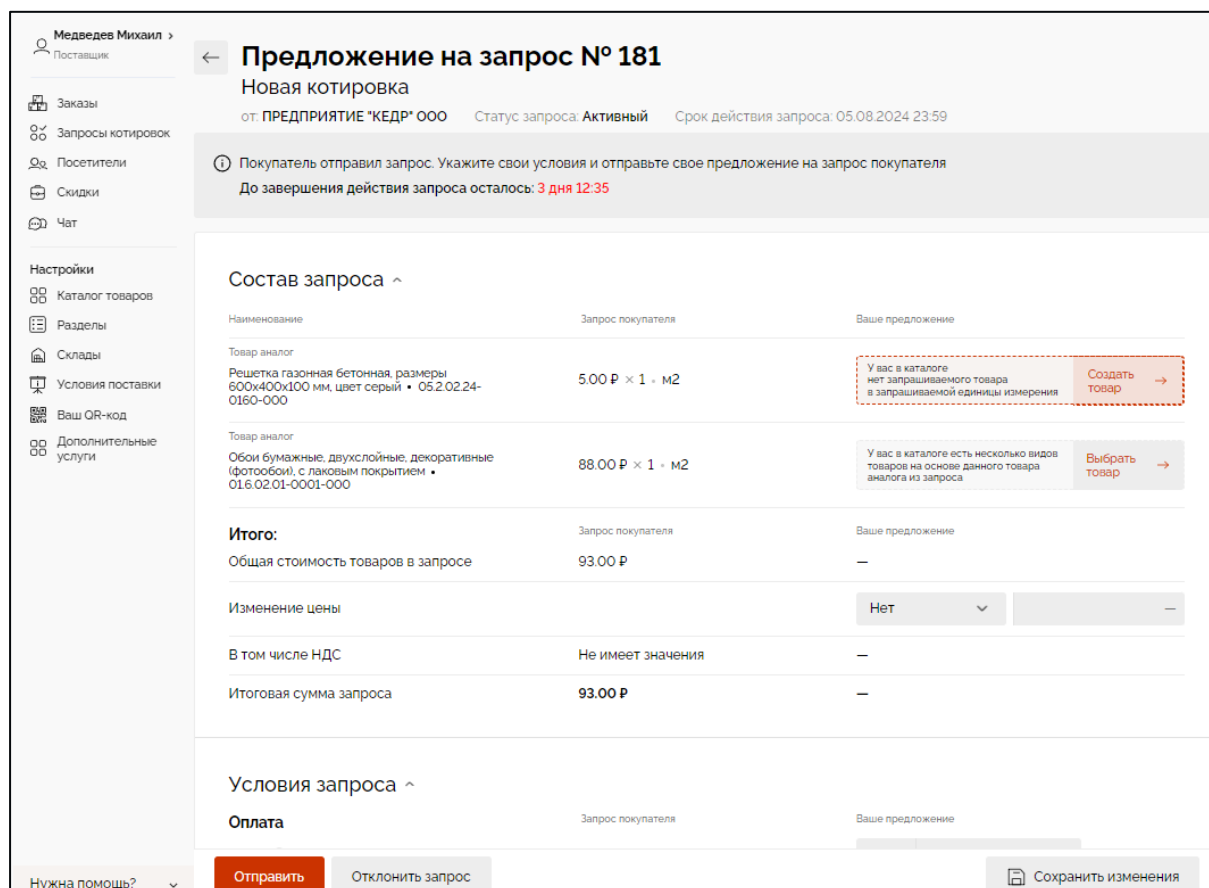 Медведев Михаил
Поставщик
Заказы
Запросы котировок
Посетители
Скидки
Чат
Настройки
Каталог товаров
Разделы
Склады
Условия поставки
Ваш QR-код
Дополнительные
услуги
Нужна помощь?
Предложение на запрос № 181
Новая котировка
от: ПРЕДПРИЯТИЕ "КЕДР" ООО Статус запроса: Активный Срок действия запроса: 05.08.2024 23:59
Покупатель отправил запрос. Укажите свои условия и отправьте свое предложение на запрос покупателя
До завершения действия запроса осталось: 3 дня 12:35
Состав запроса
Наименование Запрос покупателя Ваше предложение
Товар аналог
Решетка газонная бетонная, размеры
600x400x100 мм, цвет серый • 05.2.02.24-
0160-000
5.00 ₽ × 1 • м2
У вас в каталоге
нет запрашиваемого товара
в запрашиваемой единицы измерения
Создать
товар →
Товар аналог
Обои бумажные, двухслойные, декоративные
(фотообои), с лаковым покрытием •
01.6.02.01-0001-000
88.00 ₽ × 1 • м2
У вас в каталоге есть несколько видов
товаров на основе данного товара
аналога из запроса
Выбрать
товар →
Итого: Запрос покупателя Ваше предложение
Общая стоимость товаров в запросе 93.00 ₽ —
Изменение цены Нет —
В том числе НДС Не имеет значения —
Итоговая сумма запроса 93.00 ₽ —
Условия запроса
Оплата Запрос покупателя Ваше предложение
Отправить Отклонить запрос Сохранить изменения